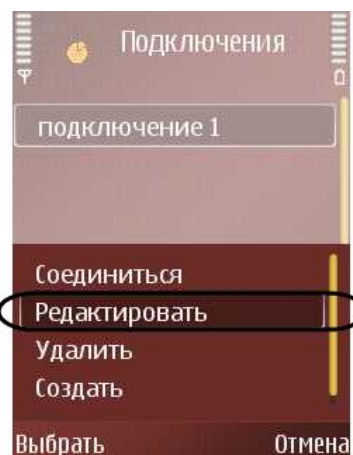 Подключения
подключение 1
Соединиться
Редактировать
Удалить
Создать
Выбрать Отмена